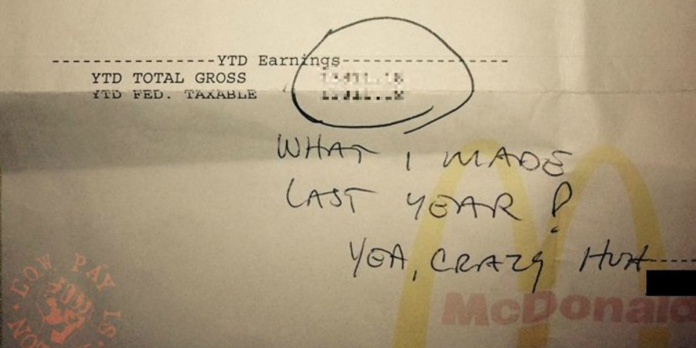 YTD Earnings
YTD TOTAL GROSS
YTD FED. TAXABLE
WHAT I MADE
LAST YEAR?
YEA, CRAZY HUH
McDonald
LOW PAY IS